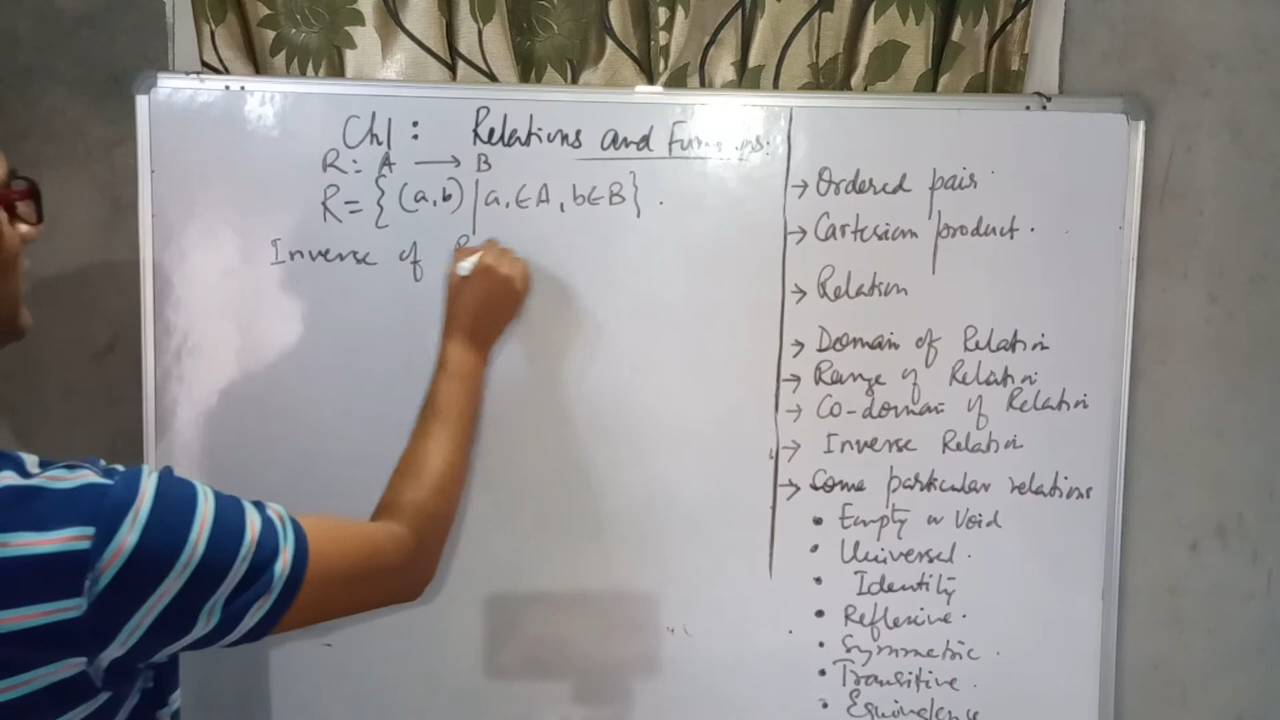 Ch1 : Relations and
R: A → B
R = {(a,b) | a, ∈ A, b ∈ B} .
Inverse of R
→ Ordered pair
→ Cartesian product .
→ Relation
→ Domain of Relation
→ Range of Relation
→ Co-domain of Relation
→ Inverse Relation
→ Some particular relations
• Empty or Void
• Universal .
• Identity
• Reflexive .
• Symmetric .
• Transitive .